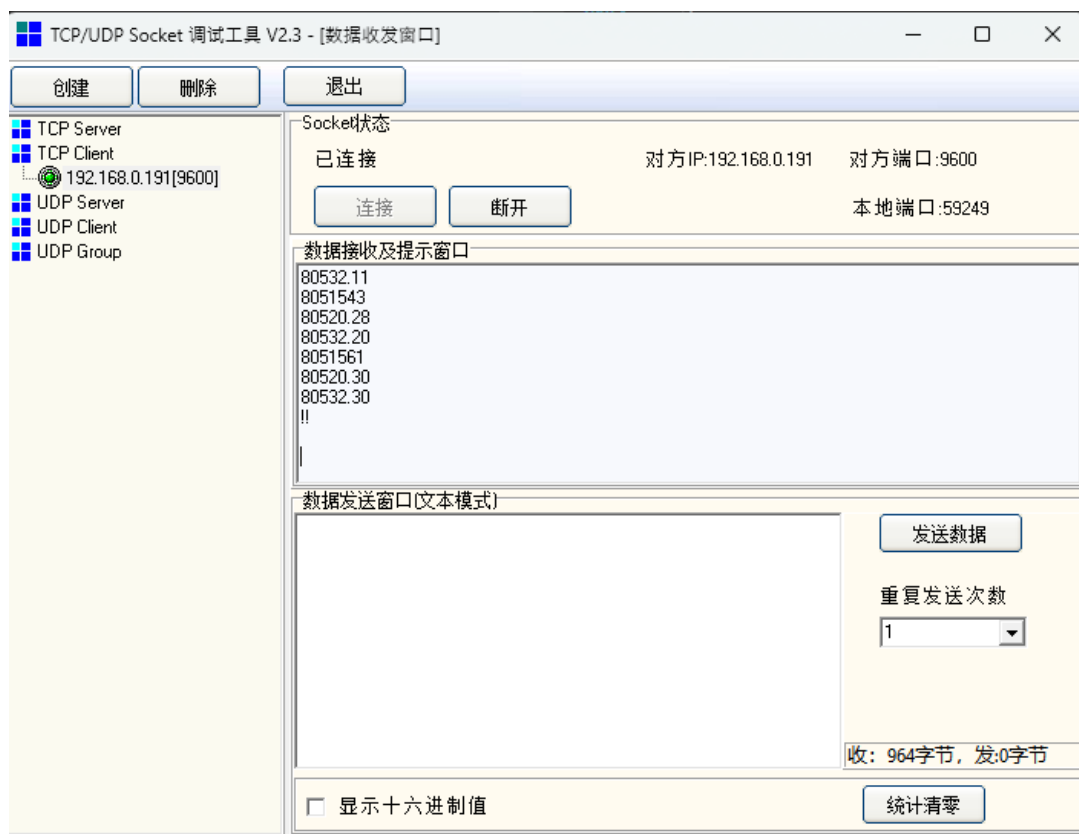 TCP/UDP Socket 调试工具 V2.3 - [数据收发窗口]
创建 删除 退出
TCP Server
TCP Client
192.168.0.191[9600]
UDP Server
UDP Client
UDP Group
Socket状态
已连接 对方IP:192.168.0.191 对方端口:9600
连接 断开 本地端口:59249
数据接收及提示窗口
80532.11
8051543
80520.28
80532.20
8051561
80520.30
80532.30
!!
数据发送窗口(文本模式)
发送数据
重复发送次数
1
收: 964字节, 发:0字节
显示十六进制值 统计清零